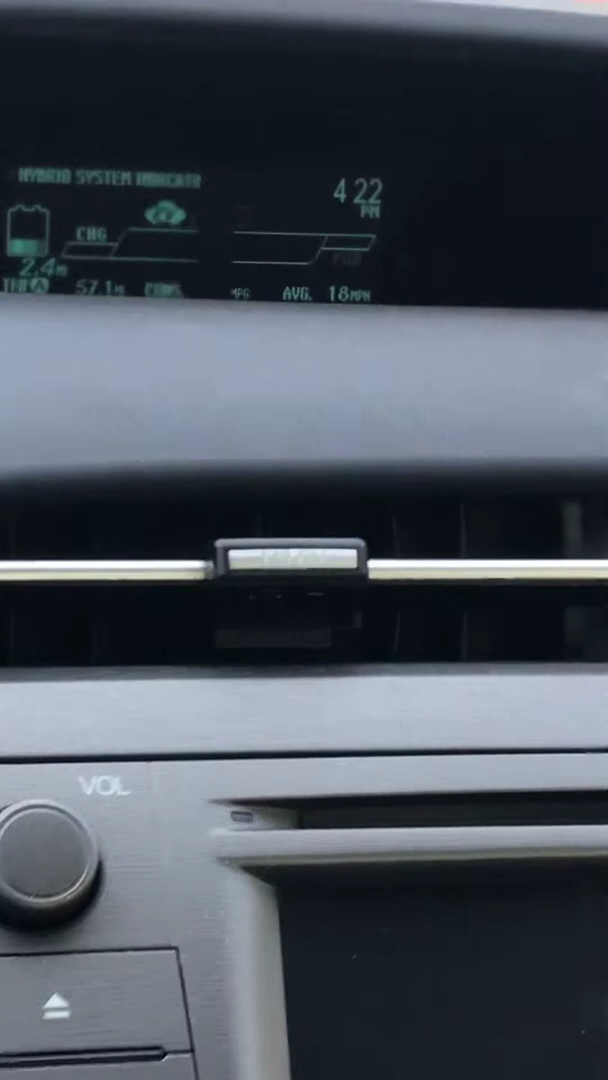 HYBRID SYSTEM INDICATOR
4 22
PM
CHG
2.4
57.1
MPG AVG. 18MPH
VOL